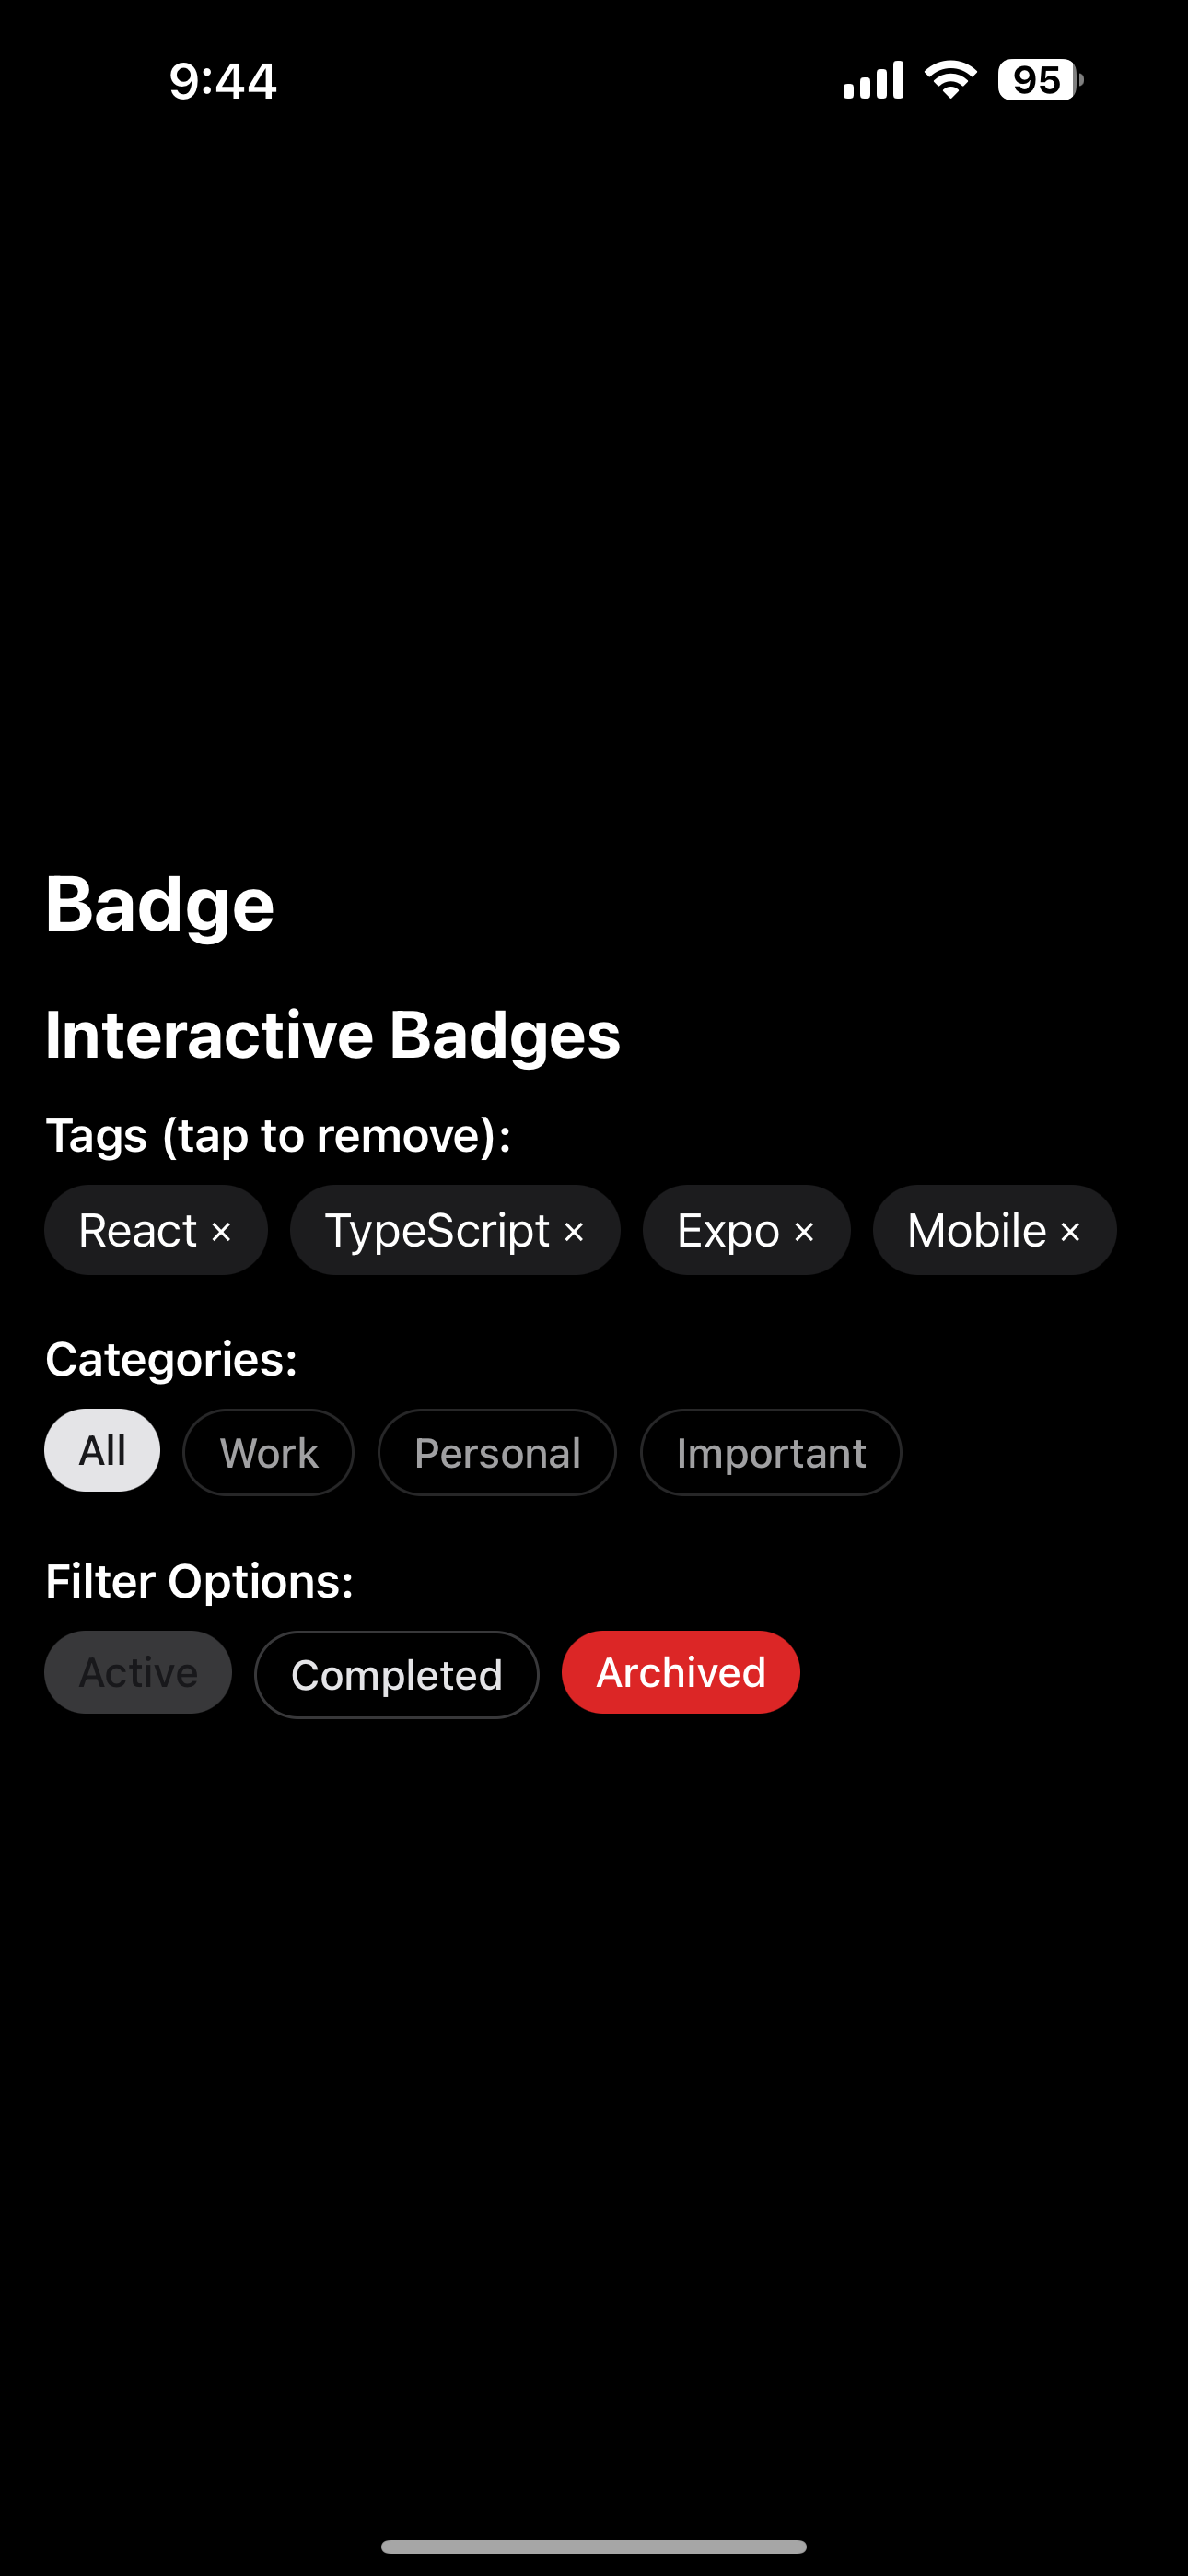 9:44 95
Badge
Interactive Badges
Tags (tap to remove):
React × TypeScript × Expo × Mobile ×
Categories:
All Work Personal Important
Filter Options:
Active Completed Archived